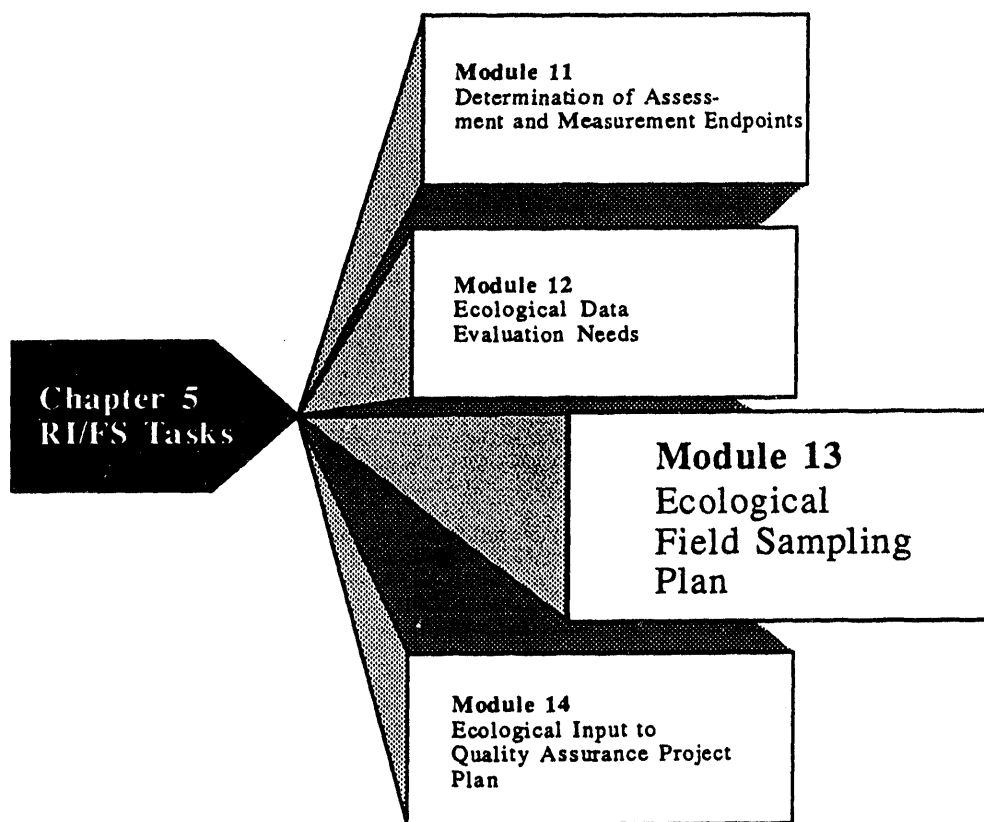 Module 11
Determination of Assess-
ment and Measurement Endpoints
Module 12
Ecological Data
Evaluation Needs
Chapter 5
RI/FS Tasks
Module 13
Ecological
Field Sampling
Plan
Module 14
Ecological Input to
Quality Assurance Project
Plan